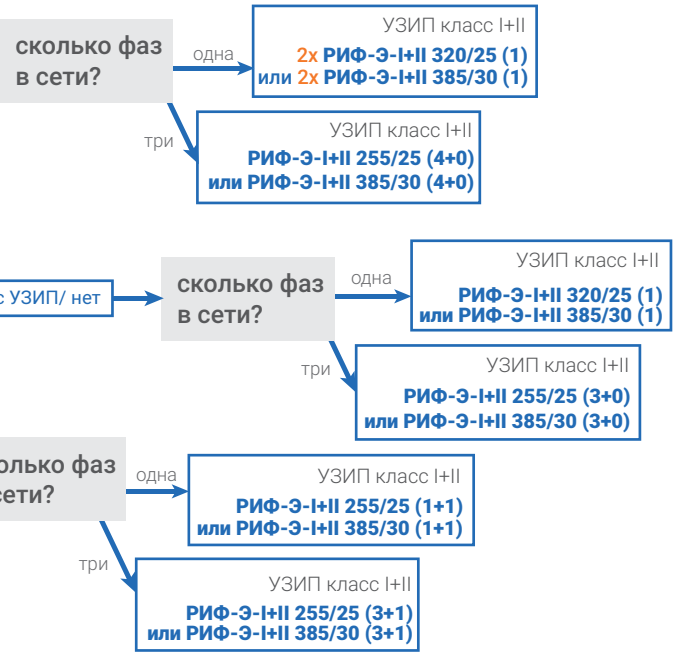 сколько фаз
в сети?
одна
УЗИП класс I+II
2x РИФ-Э-I+II 320/25 (1)
или 2x РИФ-Э-I+II 385/30 (1)
три
УЗИП класс I+II
РИФ-Э-I+II 255/25 (4+0)
или РИФ-Э-I+II 385/30 (4+0)
с УЗИП/ нет
сколько фаз
в сети?
одна
УЗИП класс I+II
РИФ-Э-I+II 320/25 (1)
или РИФ-Э-I+II 385/30 (1)
три
УЗИП класс I+II
РИФ-Э-I+II 255/25 (3+0)
или РИФ-Э-I+II 385/30 (3+0)
олько фаз
сети?
одна
УЗИП класс I+II
РИФ-Э-I+II 255/25 (1+1)
или РИФ-Э-I+II 385/30 (1+1)
три
УЗИП класс I+II
РИФ-Э-I+II 255/25 (3+1)
или РИФ-Э-I+II 385/30 (3+1)